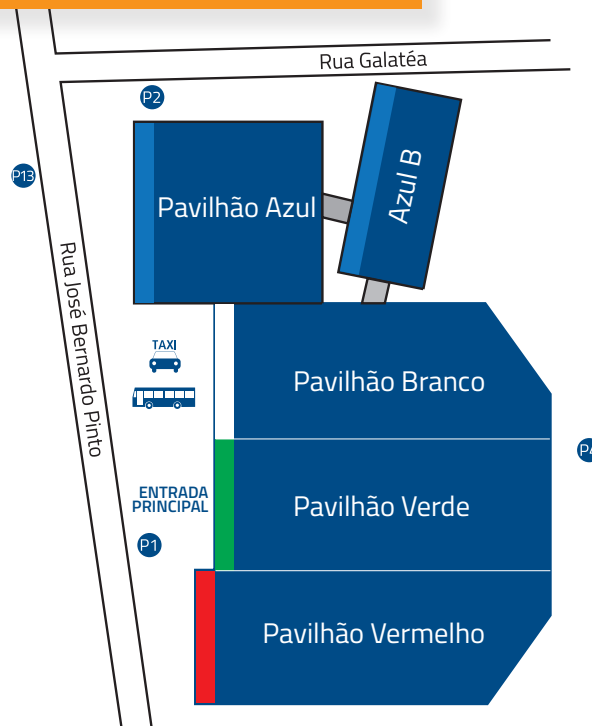 Rua Galatéa
P2
P13
Pavilhão Azul
Azul B
Rua José Bernardo Pinto
TAXI
Pavilhão Branco
P4
ENTRADA
PRINCIPAL
Pavilhão Verde
P1
Pavilhão Vermelho